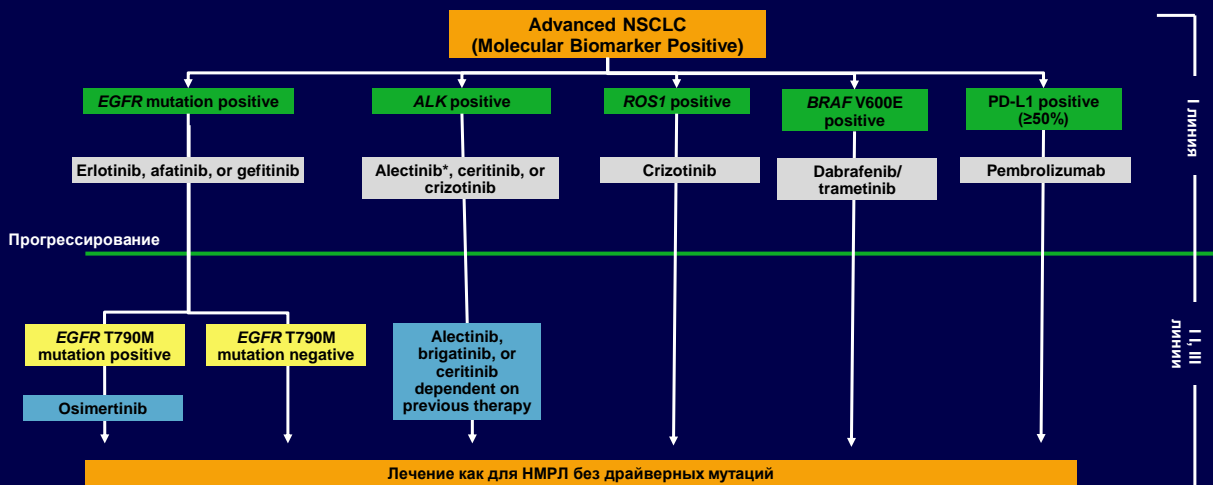 Advanced NSCLC
(Molecular Biomarker Positive)
EGFR mutation positive
ALK positive
ROS1 positive
BRAF V600E
positive
PD-L1 positive
(≥50%)
I линия
Erlotinib, afatinib, or gefitinib
Alectinib*, ceritinib, or
crizotinib
Crizotinib
Dabrafenib/
trametinib
Pembrolizumab
Прогрессирование
EGFR T790M
mutation positive
EGFR T790M
mutation negative
Alectinib,
brigatinib, or
ceritinib
dependent on
previous therapy
I I, III
линии
Osimertinib
Лечение как для НМРЛ без драйверных мутаций